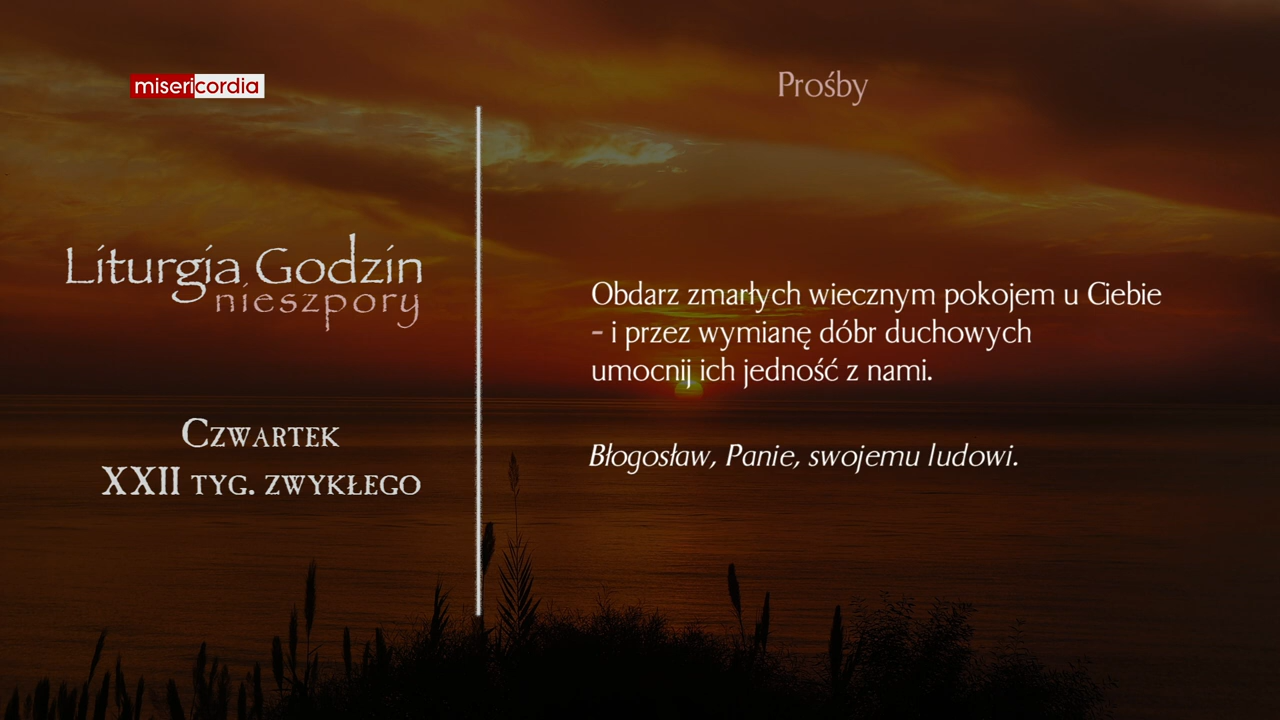 misericordia
Prośby
Liturgia Godzin
nieszpory
Czwartek
XXII tyg. zwykłego
Obdarz zmarłych wiecznym pokojem u Ciebie
– i przez wymianę dóbr duchowych
umocnij ich jedność z nami.
Błogosław, Panie, swojemu ludowi.